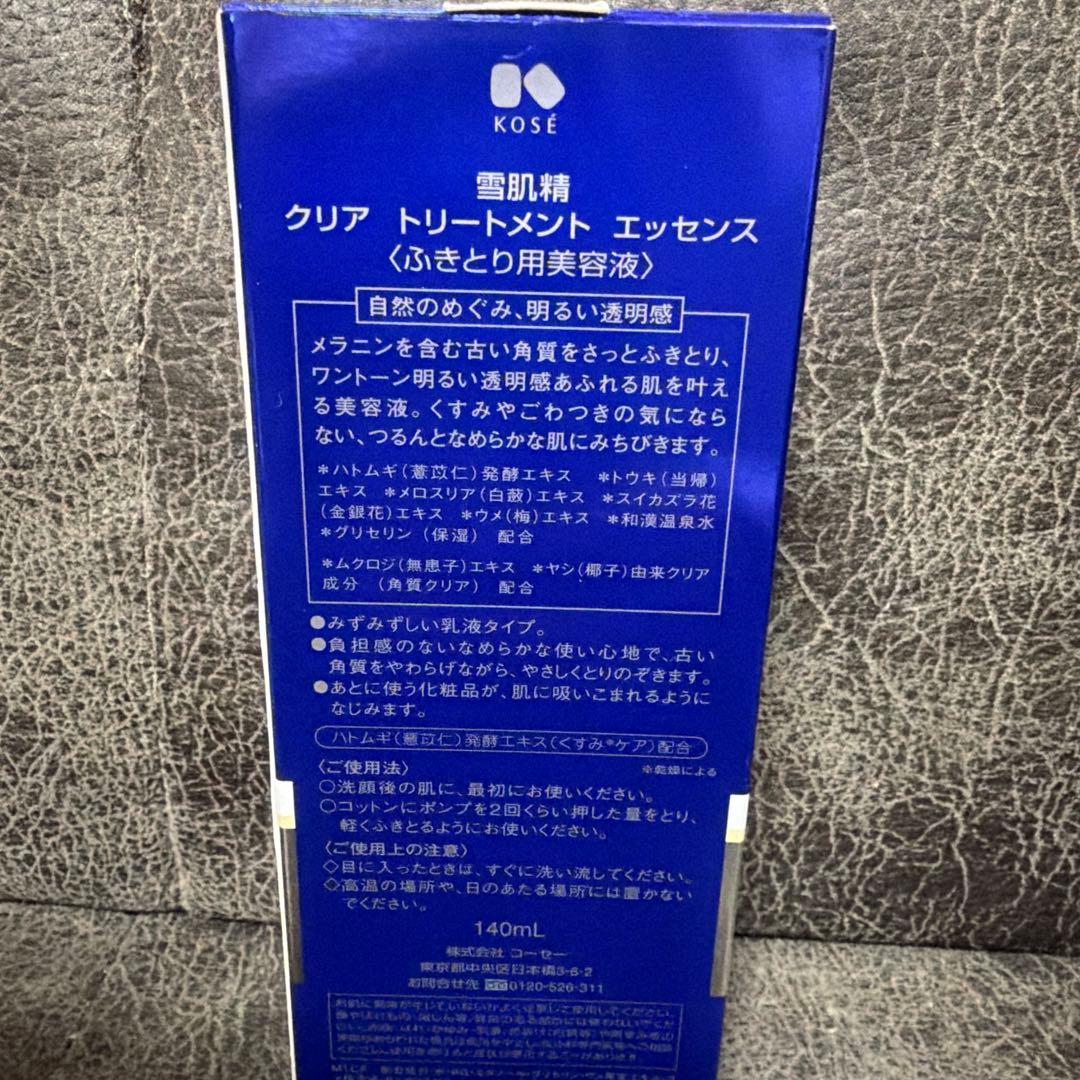 KOSÉ
雪肌精
クリア トリートメント エッセンス
〈ふきとり用美容液〉
自然のめぐみ、明るい透明感
メラニンを含む古い角質をさっとふきとり、
ワントーン明るい透明感あふれる肌を叶え
る美容液。くすみやごわつきの気になら
ない、つるんとなめらかな肌にみちびきます。
*ハトムギ(薏苡仁)発酵エキス *トウキ(当帰)
エキス *メロスリア(白蘞)エキス *スイカズラ花
(金銀花)エキス *ウメ(梅)エキス *和漢温泉水
*グリセリン(保湿) 配合
*ムクロジ(無患子)エキス *ヤシ(椰子)由来クリア
成分 (角質クリア) 配合
●みずみずしい乳液タイプ。
●負担感のないなめらかな使い心地で、古い
角質をやわらげながら、やさしくとりのぞきます。
●あとに使う化粧品が、肌に吸いこまれるように
なじみます。
ハトムギ(薏苡仁)発酵エキス(くすみ※ケア)配合
※乾燥による
〈ご使用法〉
○洗顔後の肌に、最初にお使いください。
○コットンにポンプを2回くらい押した量をとり、
軽くふきとるようにお使いください。
〈ご使用上の注意〉
◇目に入ったときは、すぐに洗い流してください。
◇高温の場所や、日のあたる場所には置かない
でください。
140mL
株式会社 コーセー
東京都中央区日本橋3-6-2
お問合せ先 0120-526-311